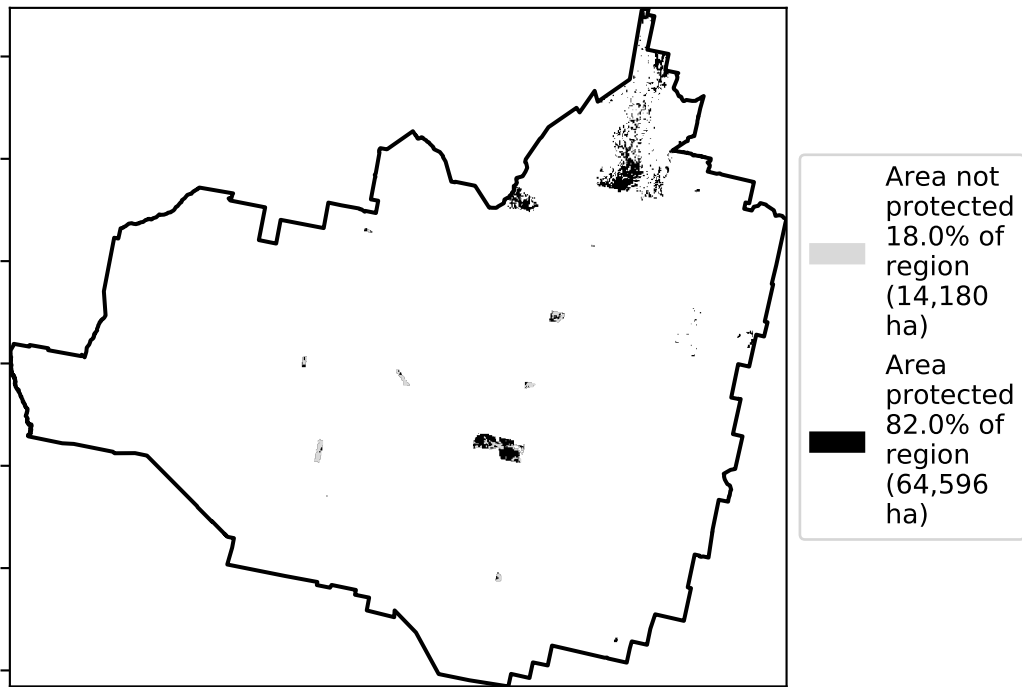 Area not
protected
18.0% of
region
(14,180
ha)
Area
protected
82.0% of
region
(64,596
ha)